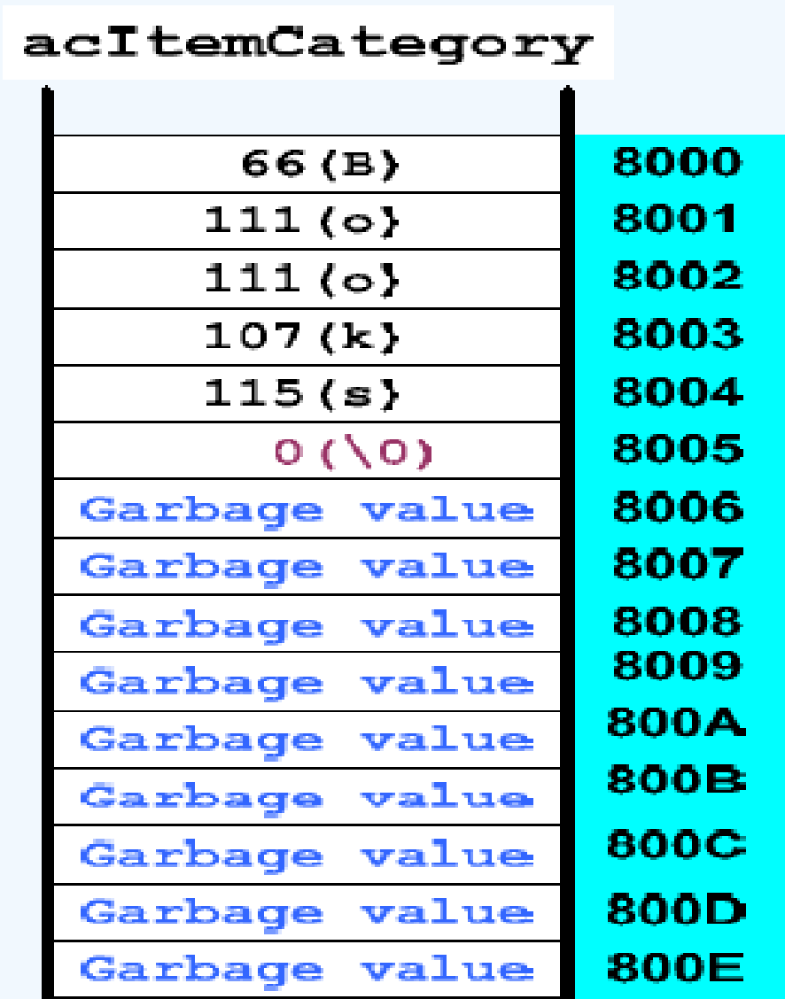 acItemCategory
66(B} 8000
111(o} 8001
111(o} 8002
107(k} 8003
115(s} 8004
0(\0) 8005
Garbage value 8006
Garbage value 8007
Garbage value 8008
Garbage value 8009
Garbage value 800A
Garbage value 800B
Garbage value 800C
Garbage value 800D
Garbage value 800E